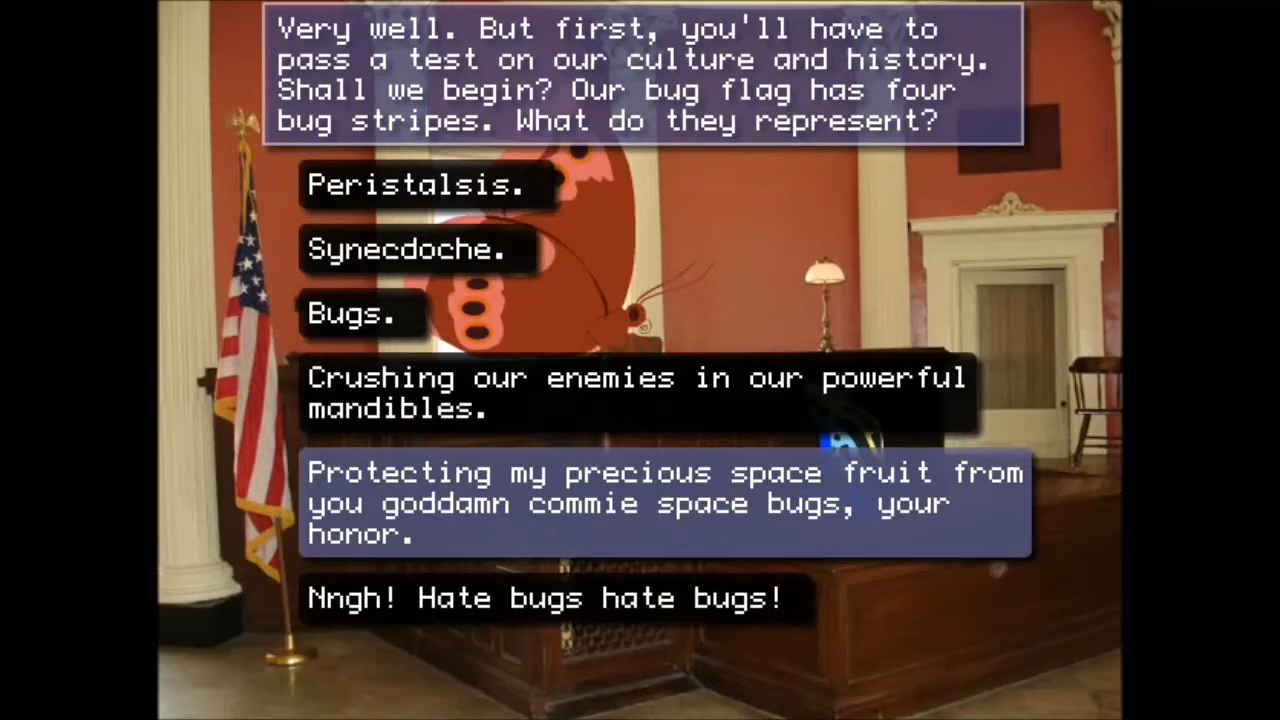 Very well. But first, you'll have to
pass a test on our culture and history.
Shall we begin? Our bug flag has four
bug stripes. What do they represent?
Peristalsis.
Synecdoche.
Bugs.
Crushing our enemies in our powerful
mandibles.
Protecting my precious space fruit from
you goddamn commie space bugs, your
honor.
Nngh! Hate bugs hate bugs!